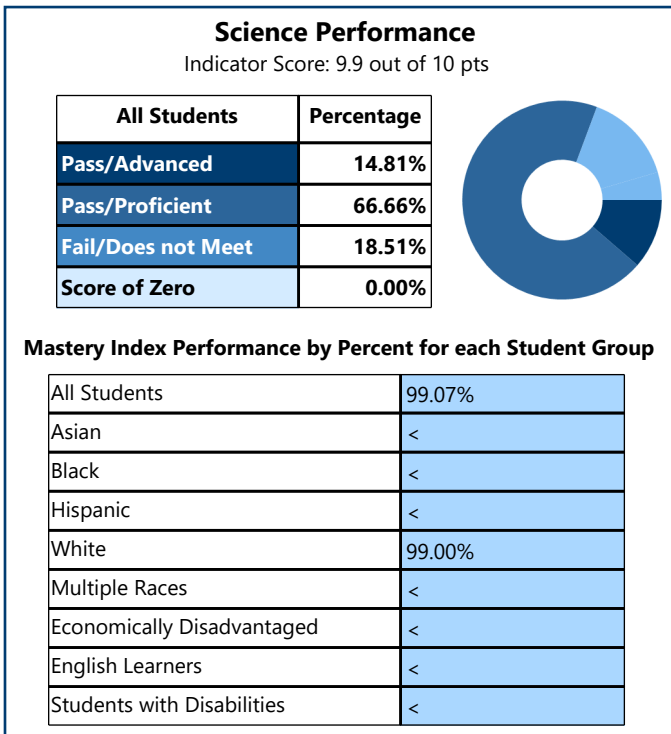 Science Performance
Indicator Score: 9.9 out of 10 pts
All Students Percentage
Pass/Advanced 14.81%
Pass/Proficient 66.66%
Fail/Does not Meet 18.51%
Score of Zero 0.00%
Mastery Index Performance by Percent for each Student Group
All Students 99.07%
Asian <
Black <
Hispanic <
White 99.00%
Multiple Races <
Economically Disadvantaged <
English Learners <
Students with Disabilities <